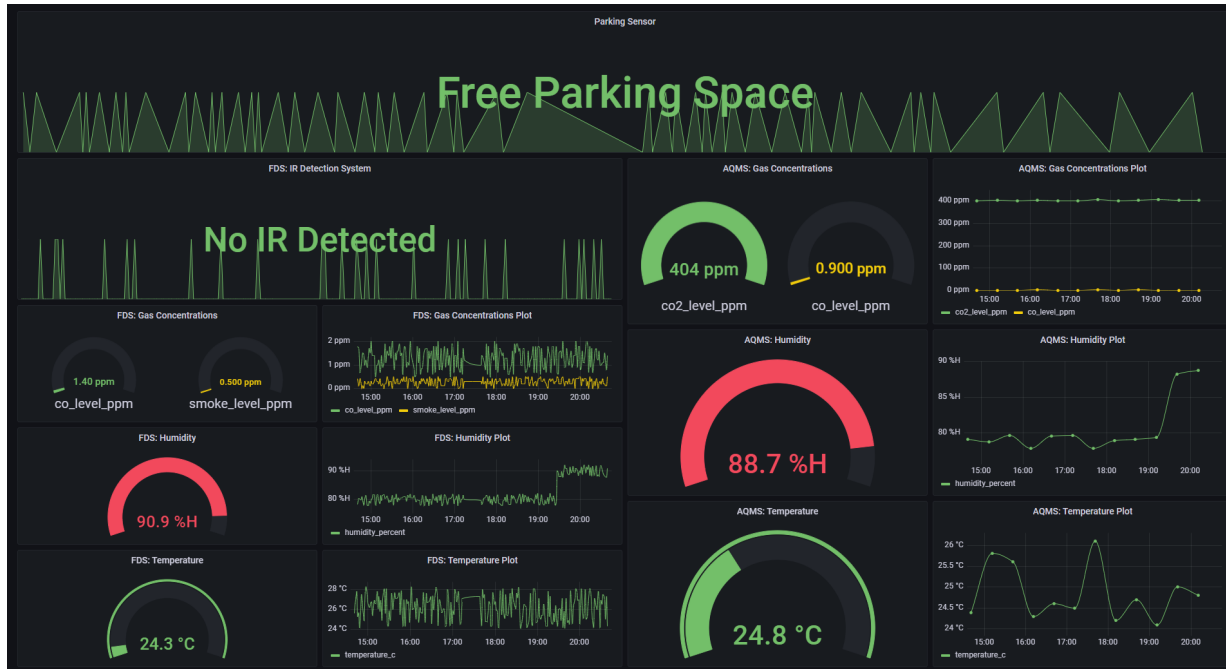 Parking Sensor
Free Parking Space
FDS: IR Detection System
No IR Detected
AQMS: Gas Concentrations
404 ppm
co2_level_ppm
0.900 ppm
co_level_ppm
AQMS: Gas Concentrations Plot
400 ppm
300 ppm
200 ppm
100 ppm
0 ppm
15:00 16:00 17:00 18:00 19:00 20:00
co2_level_ppm co_level_ppm
FDS: Gas Concentrations
1.40 ppm
co_level_ppm
0.500 ppm
smoke_level_ppm
FDS: Gas Concentrations Plot
2 ppm
1 ppm
0 ppm
15:00 16:00 17:00 18:00 19:00 20:00
co_level_ppm smoke_level_ppm
AQMS: Humidity
88.7 %H
AQMS: Humidity Plot
90 %H
85 %H
80 %H
15:00 16:00 17:00 18:00 19:00 20:00
humidity_percent
FDS: Humidity
90.9 %H
FDS: Humidity Plot
90 %H
80 %H
15:00 16:00 17:00 18:00 19:00 20:00
humidity_percent
AQMS: Temperature
24.8 °C
AQMS: Temperature Plot
26 °C
25.5 °C
25 °C
24.5 °C
24 °C
15:00 16:00 17:00 18:00 19:00 20:00
temperature_c
FDS: Temperature
24.3 °C
FDS: Temperature Plot
28 °C
26 °C
24 °C
15:00 16:00 17:00 18:00 19:00 20:00
temperature_c